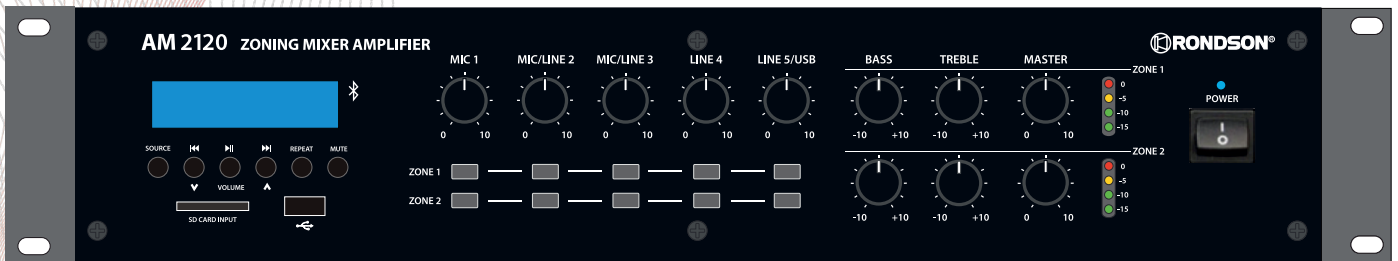 AM 2120 ZONING MIXER AMPLIFIER
RONDSON®
SOURCE REPEAT MUTE
VOLUME
SD CARD INPUT
MIC 1 MIC/LINE 2 MIC/LINE 3 LINE 4 LINE 5/USB
0 10 0 10 0 10 0 10 0 10
ZONE 1
ZONE 2
BASS TREBLE MASTER
ZONE 1
-10 +10 -10 +10 0 10
0
-5
-10
-15
ZONE 2
-10 +10 -10 +10 0 10
0
-5
-10
-15
POWER
I
O